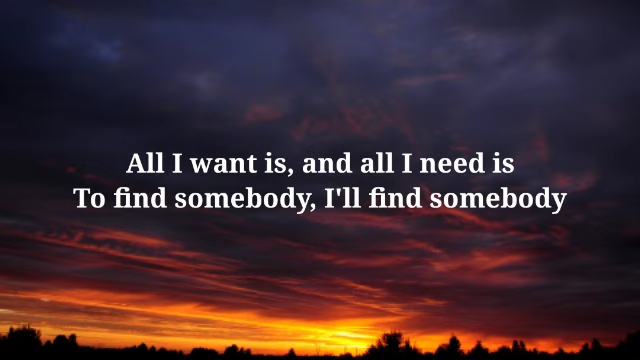 All I want is, and all I need is
To find somebody, I'll find somebody